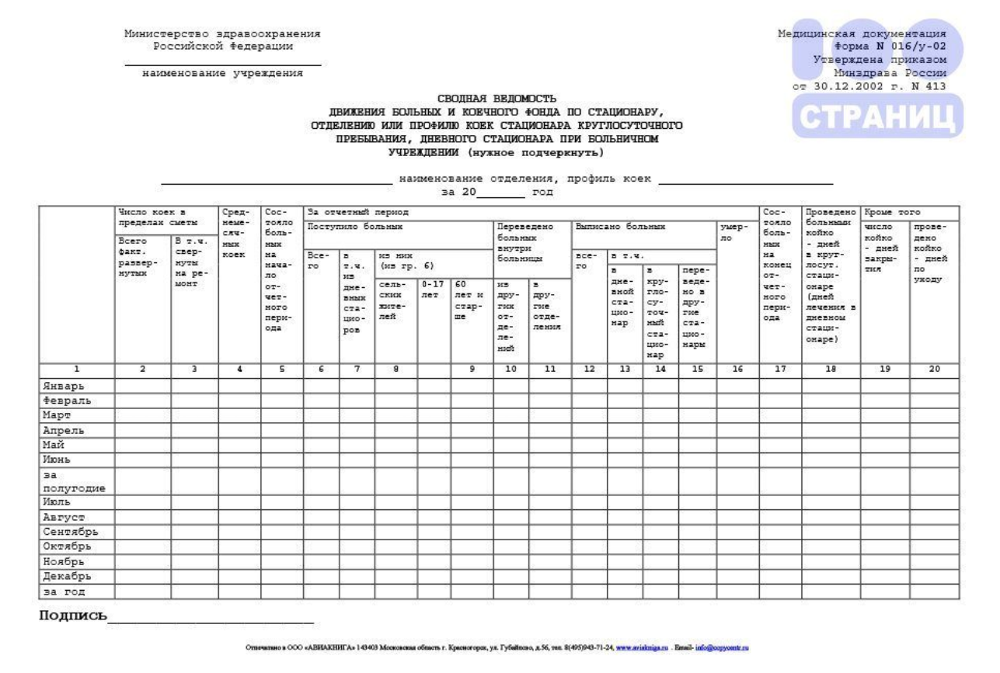 Министерство здравоохранения
Российской Федерации
наименование учреждения
Медицинская документация
Форма N 016/у-02
Утверждена приказом
Минздрава России
от 30.12.2002 г. N 413
100
СТРАНИЦ
СВОДНАЯ ВЕДОМОСТЬ
ДВИЖЕНИЯ БОЛЬНЫХ И КОЕЧНОГО ФОНДА ПО СТАЦИОНАРУ,
ОТДЕЛЕНИЮ ИЛИ ПРОФИЛЮ КОЕК СТАЦИОНАРА КРУГЛОСУТОЧНОГО
ПРЕБЫВАНИЯ, ДНЕВНОГО СТАЦИОНАРА ПРИ БОЛЬНИЧНОМ
УЧРЕЖДЕНИИ (нужное подчеркнуть)
наименование отделения, профиль коек
за 20______ год
Число коек в
пределах сметы
Всего
факт.
развер-
нутых
В т.ч.
свер-
нуты
на ре-
монт
Сред-
неме-
сяч-
ных
коек
Сос-
тояло
боль-
ных
на
нача-
ло
от-
чет-
ного
пери-
ода
За отчетный период
Поступило больных
Все-
го
в
т.ч.
из
дне-
вных
ста-
цио-
ров
из них
(из гр. 6)
сель-
ских
жите-
лей
0-17
лет
60
лет и
стар-
ше
Переведено
больных
внутри
больницы
из
дру-
гих
от-
де-
ле-
ний
в
дру-
гие
отде-
ления
Выписано больных
все-
го
в т.ч.
в
дне-
вной
ста-
цио-
нар
в
кру-
гло-
су-
точ-
ный
ста-
цио-
нар
пере-
веде-
но в
дру-
гие
ста-
цио-
нары
умер-
ло
Сос-
тояло
боль-
ных
на
конец
от-
чет-
ного
пери-
ода
Проведено
больными
койко
- дней
в круг-
лосут.
стаци-
онаре
(дней
лечения в
дневном
стаци-
онаре)
Кроме того
число
койко
- дней
закры-
тия
прове-
дено
койко
- дней
по
уходу
1 2 3 4 5 6 7 8 9 10 11 12 13 14 15 16 17 18 19 20
Январь
Февраль
Март
Апрель
Май
Июнь
за
полугодие
Июль
Август
Сентябрь
Октябрь
Ноябрь
Декабрь
за год
Подпись
Отпечатано в ООО «АВИАКНИГА» 143403 Московская область г. Красногорск, ул. Губайлово, д.56, тел. 8(495)943-71-24, www.aviakniga.ru . Email- info@copycentr.ru